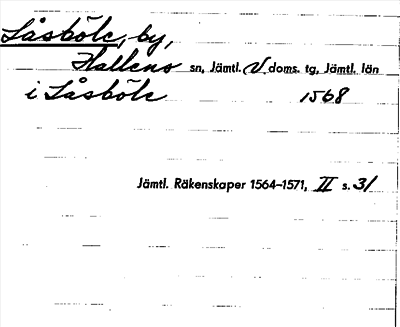 Låsböle, by,
Hallens sn, Jämtl. V. doms. tg, Jämtl. län
i Låsböle 1568
Jämtl. Räkenskaper 1564–1571, II s. 31